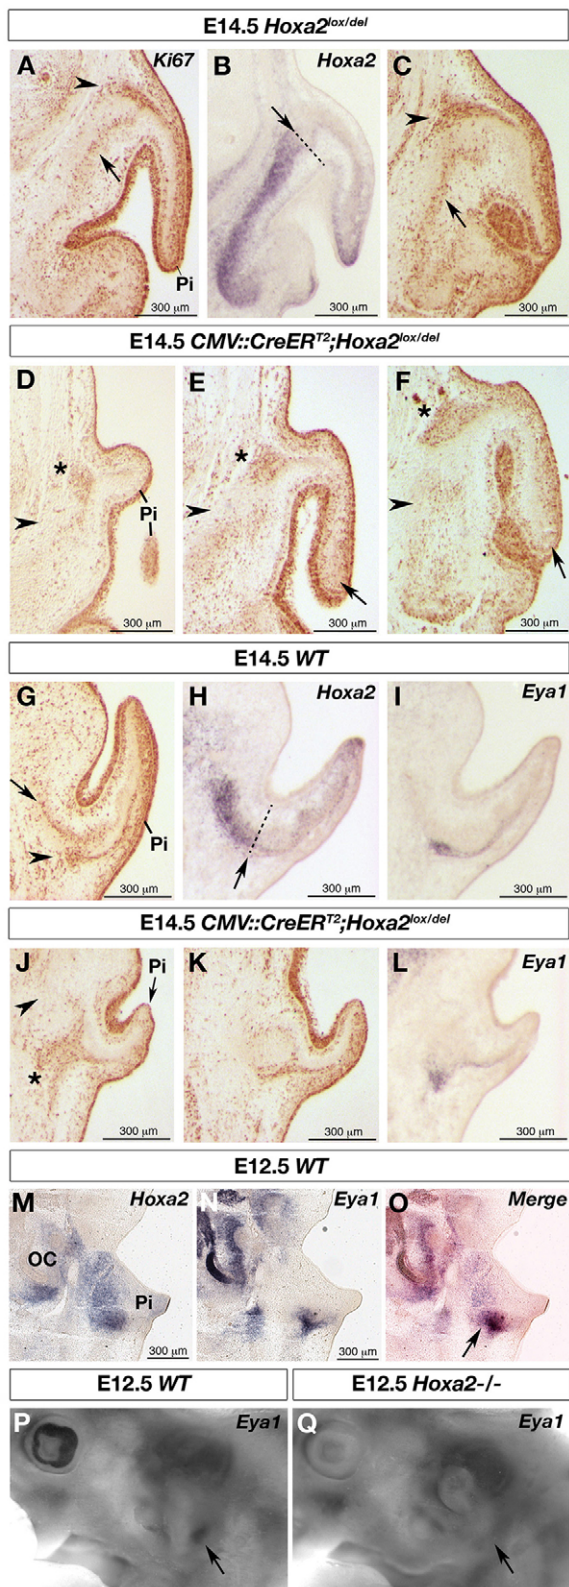 E14.5 Hoxa2lox/del
A Ki67 B Hoxa2 C
Pi
300 µm 300 µm 300 µm
E14.5 CMV::CreERT2;Hoxa2lox/del
D E F
*
*
*
Pi
300 µm 300 µm 300 µm
E14.5 WT
G H Hoxa2 I Eya1
Pi
300 µm 300 µm 300 µm
E14.5 CMV::CreERT2;Hoxa2lox/del
J Pi K L Eya1
*
300 µm 300 µm 300 µm
E12.5 WT
M Hoxa2 N Eya1 O Merge
OC
Pi
300 µm 300 µm
E12.5 WT E12.5 Hoxa2-/-
P Eya1 Q Eya1